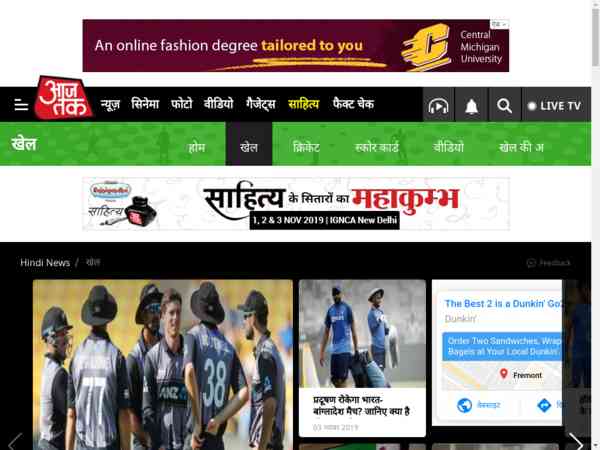 An online fashion degree tailored to you
Central
Michigan
University
आज
तक
न्यूज़ सिनेमा फोटो वीडियो गैजेट्स साहित्य फैक्ट चेक
LIVE TV
खेल
होम खेल क्रिकेट स्कोर कार्ड वीडियो खेल की अ
साहित्य
साहित्य के सितारों का महाकुम्भ
1, 2 & 3 NOV 2019 | IGNCA New Delhi
Hindi News / खेल
Feedback
38
प्रदूषण रोकेगा भारत-
बांग्लादेश मैच? जानिए क्या है
03 नवंबर 2019
The Best 2 is a Dunkin' Go2
Dunkin'
Order Two Sandwiches, Wrap
Bagels at Your Local Dunkin'.
Fremont
वेबसाइट